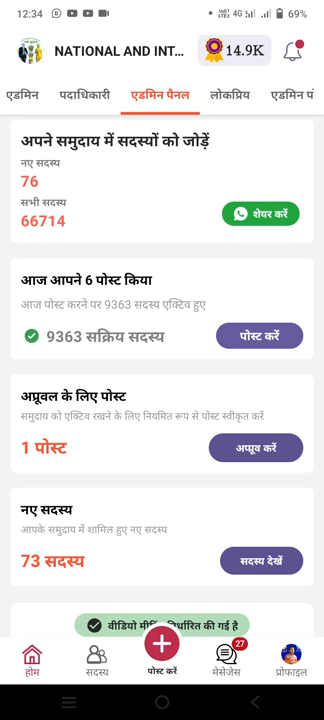 12:34
4G
69%
NATIONAL AND INT...
14.9K
एडमिन
पदाधिकारी
एडमिन पैनल
लोकप्रिय
एडमिन पं
अपने समुदाय में सदस्यों को जोड़ें
नए सदस्य
76
सभी सदस्य
66714
शेयर करें
आज आपने 6 पोस्ट किया
आज पोस्ट करने पर 9363 सदस्य एक्टिव हुए
9363 सक्रिय सदस्य
पोस्ट करें
अप्रूवल के लिए पोस्ट
समुदाय को एक्टिव रखने के लिए नियमित रूप से पोस्ट स्वीकृत करें
1 पोस्ट
अप्रूव करें
नए सदस्य
आपके समुदाय में शामिल हुए नए सदस्य
73 सदस्य
सदस्य देखें
वीडियो मीटिंग निर्धारित की गई है
27
होम
सदस्य
पोस्ट करें
मेसेजेस
प्रोफाइल